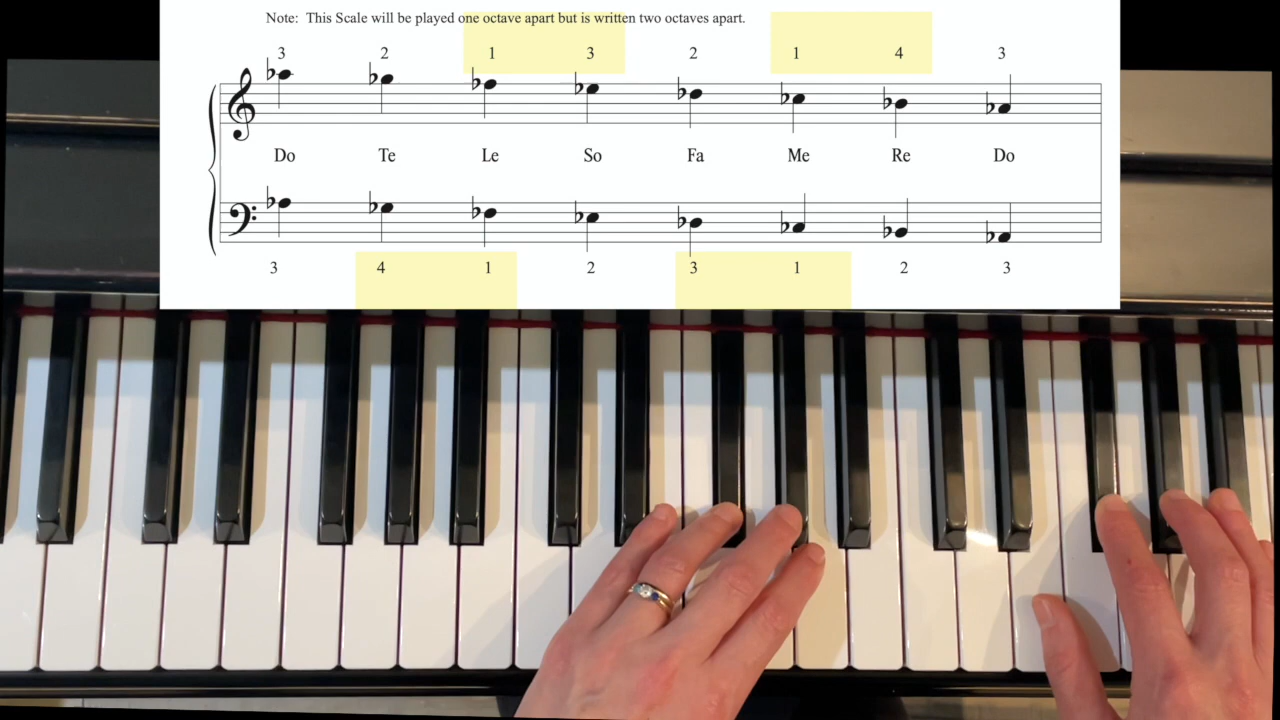 Note: This Scale will be played one octave apart but is written two octaves apart.
3 2 1 3 2 1 4 3
Do Te Le So Fa Me Re Do
3 4 1 2 3 1 2 3